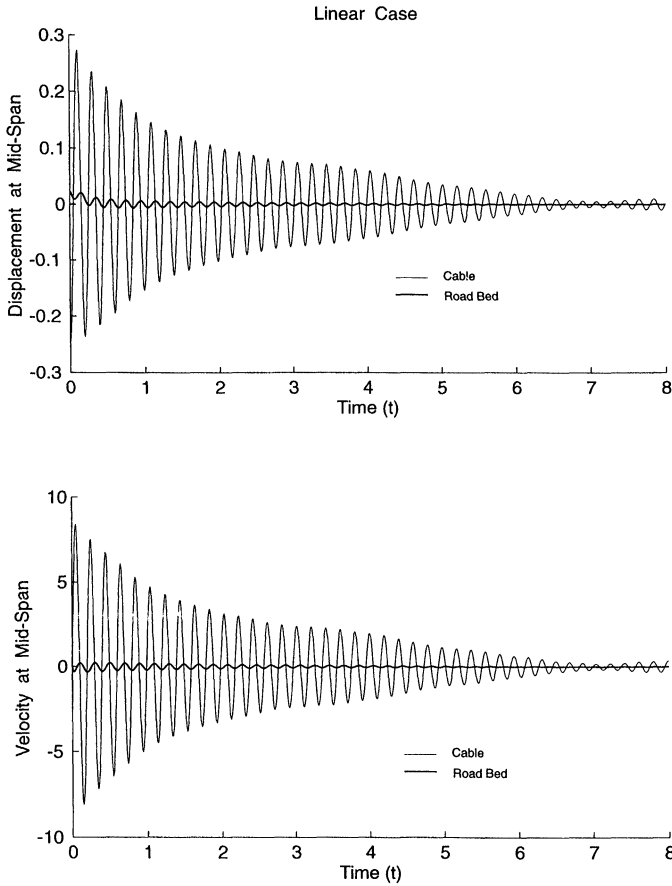 Linear Case
Displacement at Mid-Span
0.3
0.2
0.1
0
-0.1
-0.2
-0.3
Cable
Road Bed
0 1 2 3 4 5 6 7 8
Time (t)
Velocity at Mid-Span
10
5
0
-5
-10
Cable
Road Bed
0 1 2 3 4 5 6 7 8
Time (t)